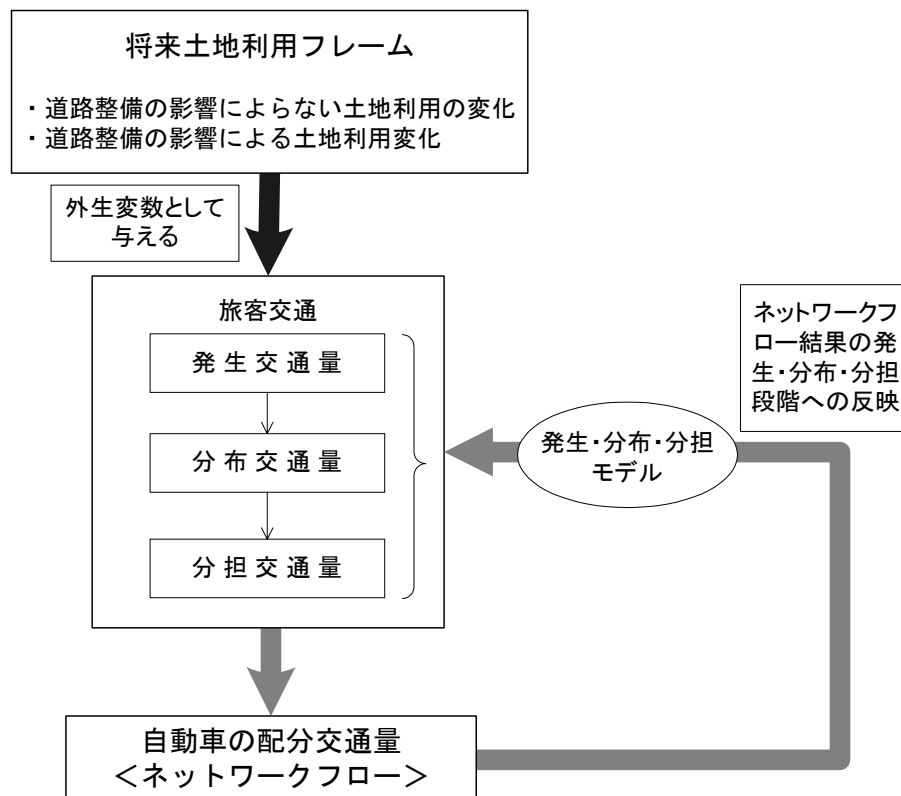 将来土地利用フレーム
・道路整備の影響によらない土地利用の変化
・道路整備の影響による土地利用変化
外生変数として
与える
旅客交通
発生交通量
分布交通量
分担交通量
発生・分布・分担
モデル
ネットワークフ
ロー結果の発
生・分布・分担
段階への反映
自動車の配分交通量
＜ネットワークフロー＞